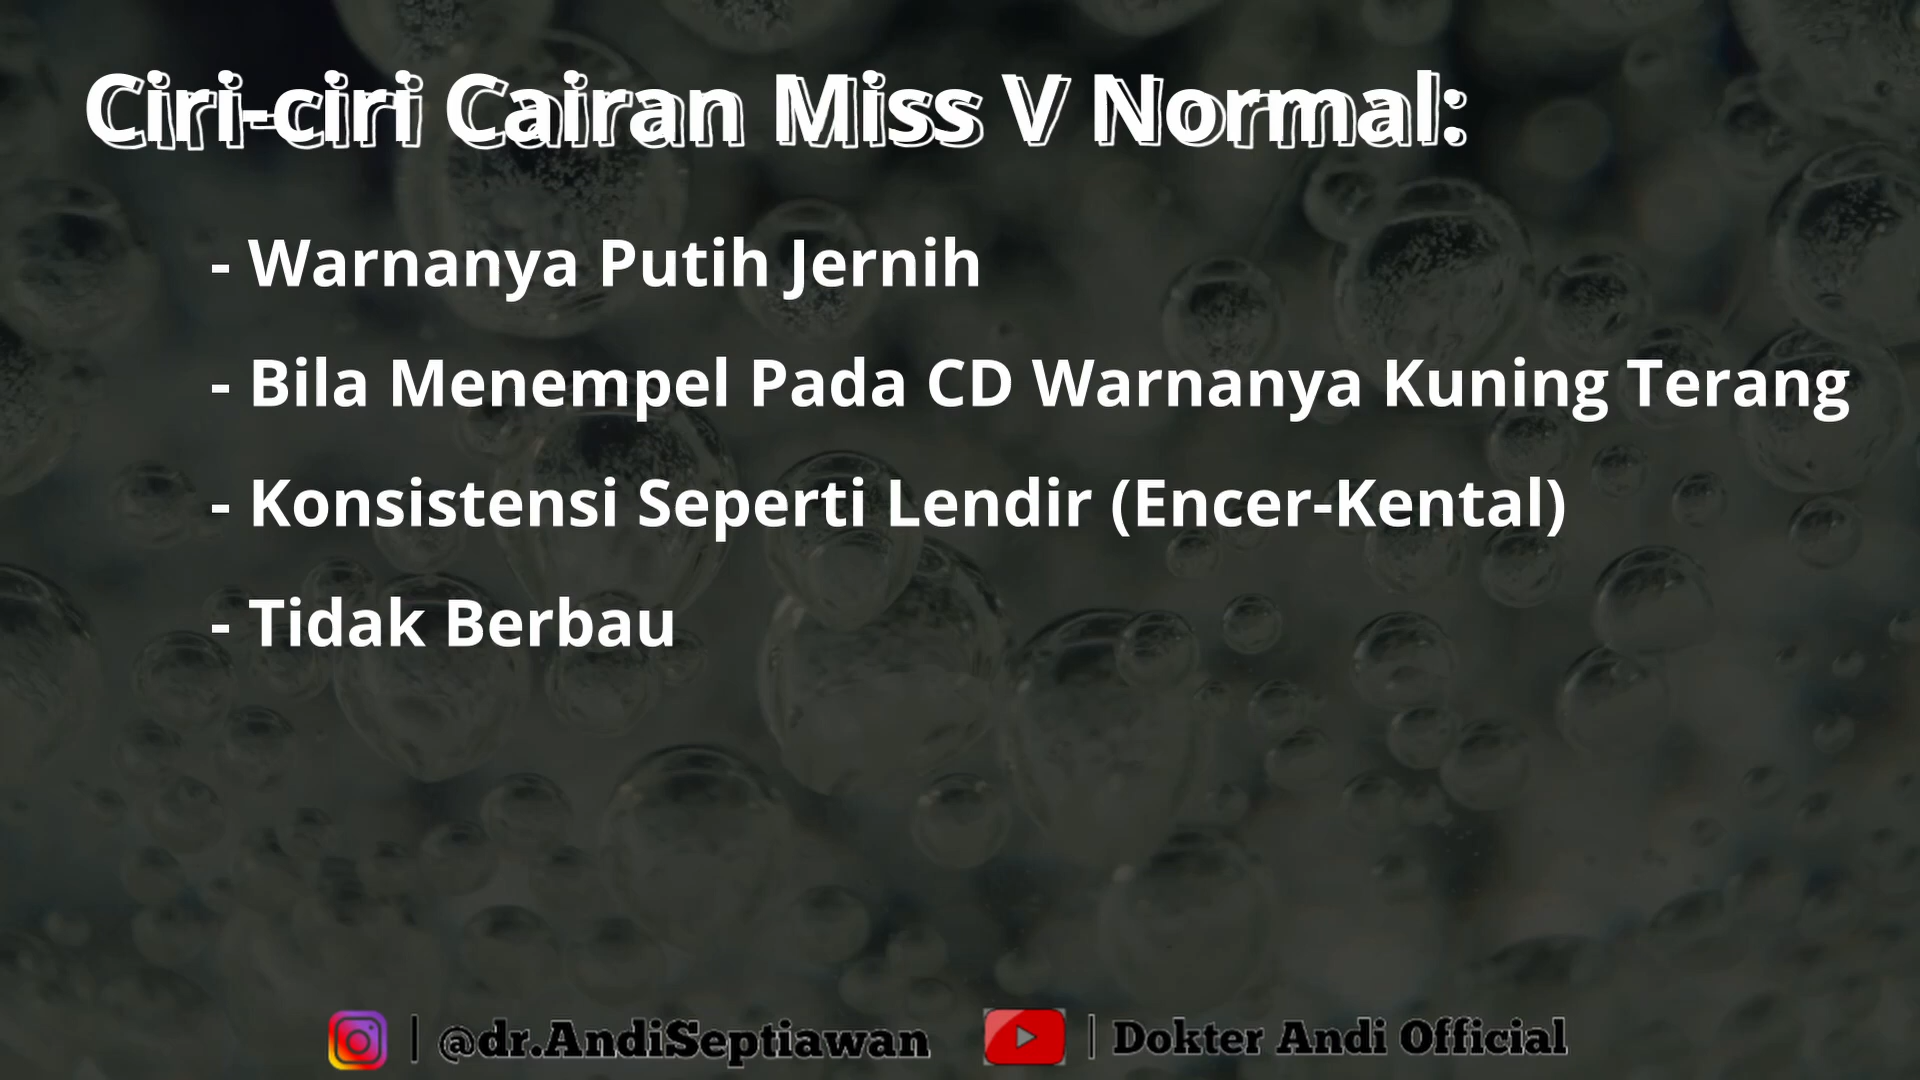 Ciri-ciri Cairan Miss V Normal:
- Warnanya Putih Jernih
- Bila Menempel Pada CD Warnanya Kuning Terang
- Konsistensi Seperti Lendir (Encer-Kental)
- Tidak Berbau
| @dr.AndiSeptiawan | Dokter Andi Official